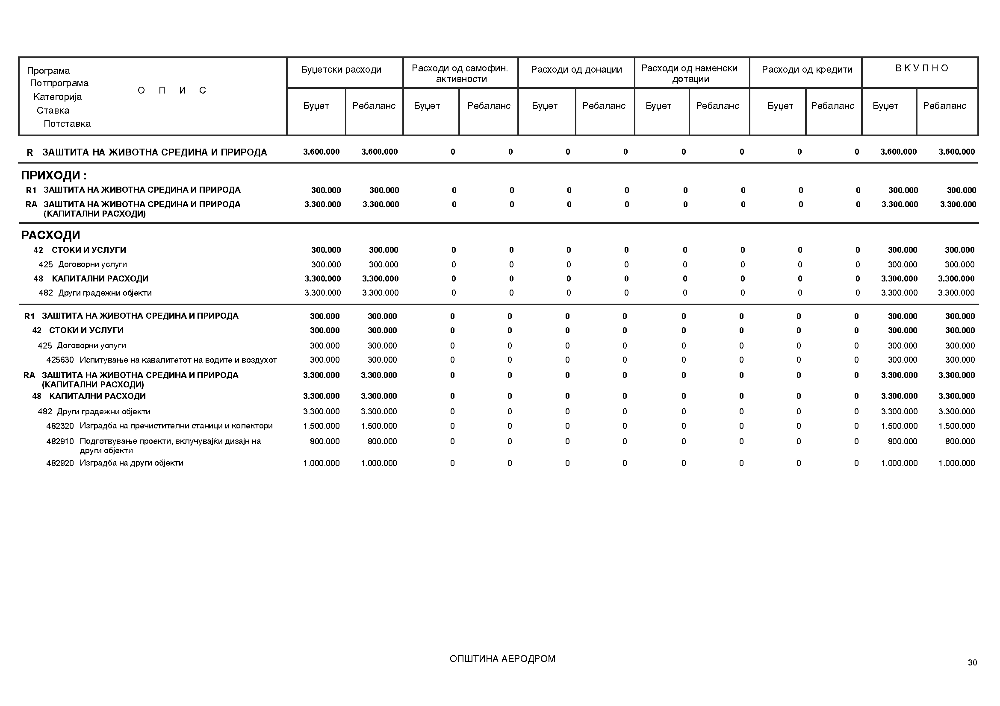 Програма
Потпрограма
Категорија
Ставка
Потставка
О П И С
Буџетски расходи
Расходи од самофин.
активности
Расходи од донации
Расходи од наменски
дотации
Расходи од кредити
В К У П Н О
Буџет Ребаланс Буџет Ребаланс Буџет Ребаланс Буџет Ребаланс Буџет Ребаланс Буџет Ребаланс
R ЗАШТИТА НА ЖИВОТНА СРЕДИНА И ПРИРОДА 3.600.000 3.600.000 0 0 0 0 0 0 0 0 3.600.000 3.600.000
ПРИХОДИ :
R1 ЗАШТИТА НА ЖИВОТНА СРЕДИНА И ПРИРОДА 300.000 300.000 0 0 0 0 0 0 0 0 300.000 300.000
RA ЗАШТИТА НА ЖИВОТНА СРЕДИНА И ПРИРОДА 3.300.000 3.300.000 0 0 0 0 0 0 0 0 3.300.000 3.300.000
(КАПИТАЛНИ РАСХОДИ)
РАСХОДИ
42 СТОКИ И УСЛУГИ 300.000 300.000 0 0 0 0 0 0 0 0 300.000 300.000
425 Договорни услуги 300.000 300.000 0 0 0 0 0 0 0 0 300.000 300.000
48 КАПИТАЛНИ РАСХОДИ 3.300.000 3.300.000 0 0 0 0 0 0 0 0 3.300.000 3.300.000
482 Други градежни објекти 3.300.000 3.300.000 0 0 0 0 0 0 0 0 3.300.000 3.300.000
R1 ЗАШТИТА НА ЖИВОТНА СРЕДИНА И ПРИРОДА 300.000 300.000 0 0 0 0 0 0 0 0 300.000 300.000
42 СТОКИ И УСЛУГИ 300.000 300.000 0 0 0 0 0 0 0 0 300.000 300.000
425 Договорни услуги 300.000 300.000 0 0 0 0 0 0 0 0 300.000 300.000
425630 Испитување на кавалитетот на водите и воздухот 300.000 300.000 0 0 0 0 0 0 0 0 300.000 300.000
RA ЗАШТИТА НА ЖИВОТНА СРЕДИНА И ПРИРОДА 3.300.000 3.300.000 0 0 0 0 0 0 0 0 3.300.000 3.300.000
(КАПИТАЛНИ РАСХОДИ)
48 КАПИТАЛНИ РАСХОДИ 3.300.000 3.300.000 0 0 0 0 0 0 0 0 3.300.000 3.300.000
482 Други градежни објекти 3.300.000 3.300.000 0 0 0 0 0 0 0 0 3.300.000 3.300.000
482320 Изградба на пречистителни станици и колектори 1.500.000 1.500.000 0 0 0 0 0 0 0 0 1.500.000 1.500.000
482910 Подготвување проекти, вклучувајќи дизајн на 800.000 800.000 0 0 0 0 0 0 0 0 800.000 800.000
други објекти
482920 Изградба на други објекти 1.000.000 1.000.000 0 0 0 0 0 0 0 0 1.000.000 1.000.000
ОПШТИНА АЕРОДРОМ
30